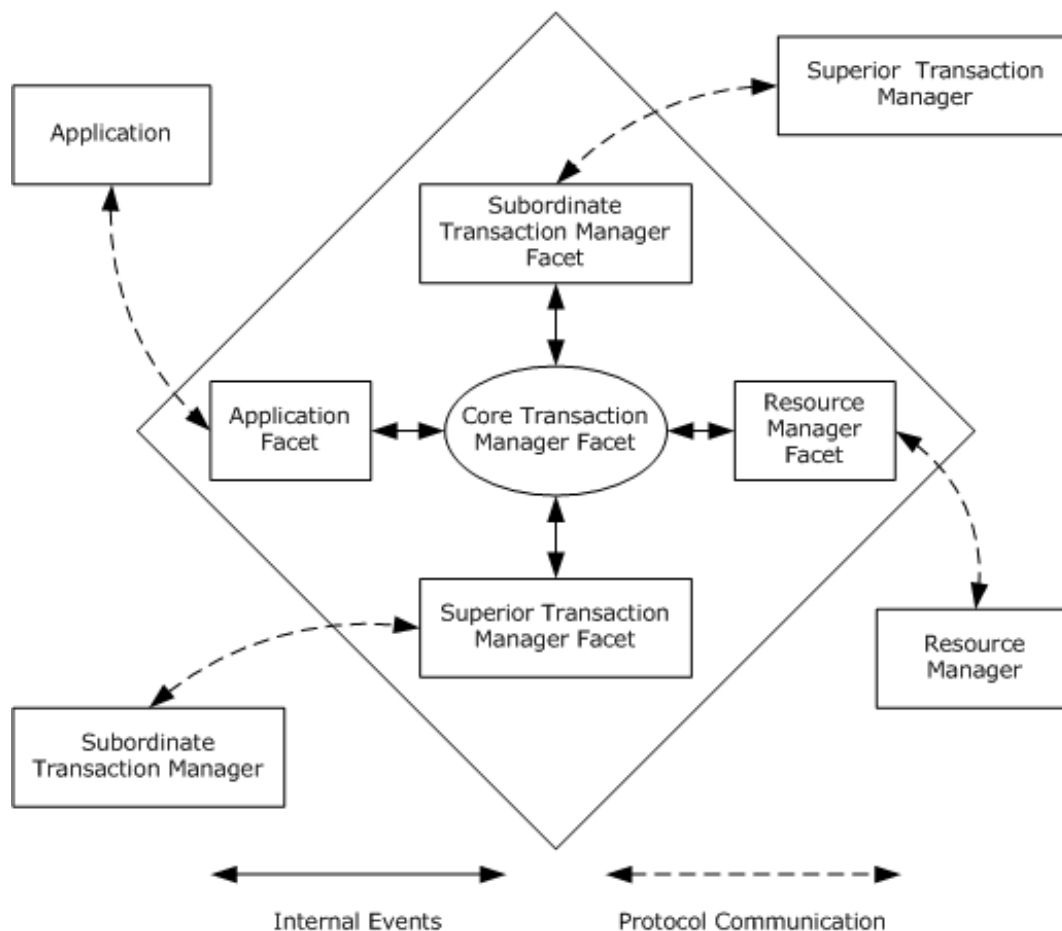 Superior Transaction
Manager
Application
Subordinate
Transaction Manager
Facet
Application
Facet
Core Transaction
Manager Facet
Resource
Manager
Facet
Superior Transaction
Manager Facet
Resource
Manager
Subordinate
Transaction Manager
Internal Events
Protocol Communication